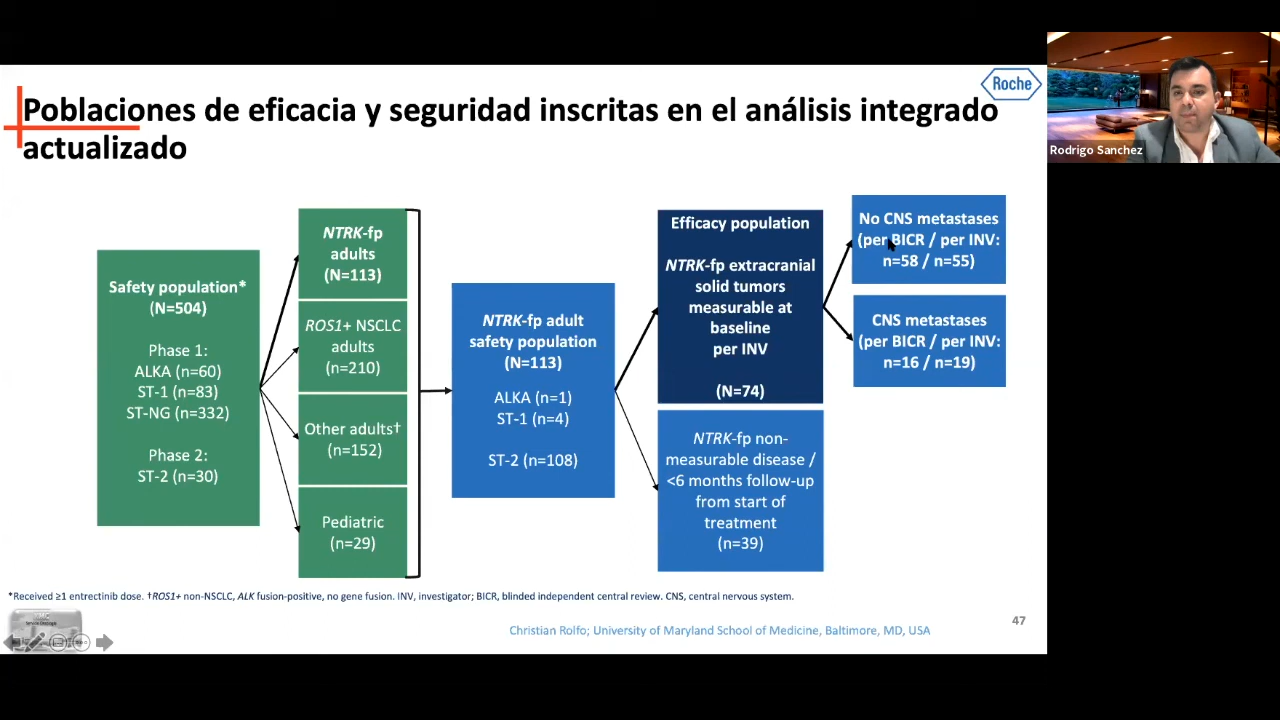 Roche
Poblaciones de eficacia y seguridad inscritas en el análisis integrado
actualizado
Rodrigo Sanchez
Safety population*
(N=504)
Phase 1:
ALKA (n=60)
ST-1 (n=83)
ST-NG (n=332)
Phase 2:
ST-2 (n=30)
NTRK-fp
adults
(N=113)
ROS1+ NSCLC
adults
(n=210)
Other adults†
(n=152)
Pediatric
(n=29)
NTRK-fp adult
safety population
(N=113)
ALKA (n=1)
ST-1 (n=4)
ST-2 (n=108)
Efficacy population
NTRK-fp extracranial
solid tumors
measurable at
baseline
per INV
(N=74)
NTRK-fp non-
measurable disease /
<6 months follow-up
from start of
treatment
(n=39)
No CNS metastases
(per BICR / per INV:
n=58 / n=55)
CNS metastases
(per BICR / per INV:
n=16 / n=19)
*Received ≥1 entrectinib dose. †ROS1+ non-NSCLC, ALK fusion-positive, no gene fusion. INV, investigator; BICR, blinded independent central review. CNS, central nervous system.
47
Christian Rolfo; University of Maryland School of Medicine, Baltimore, MD, USA